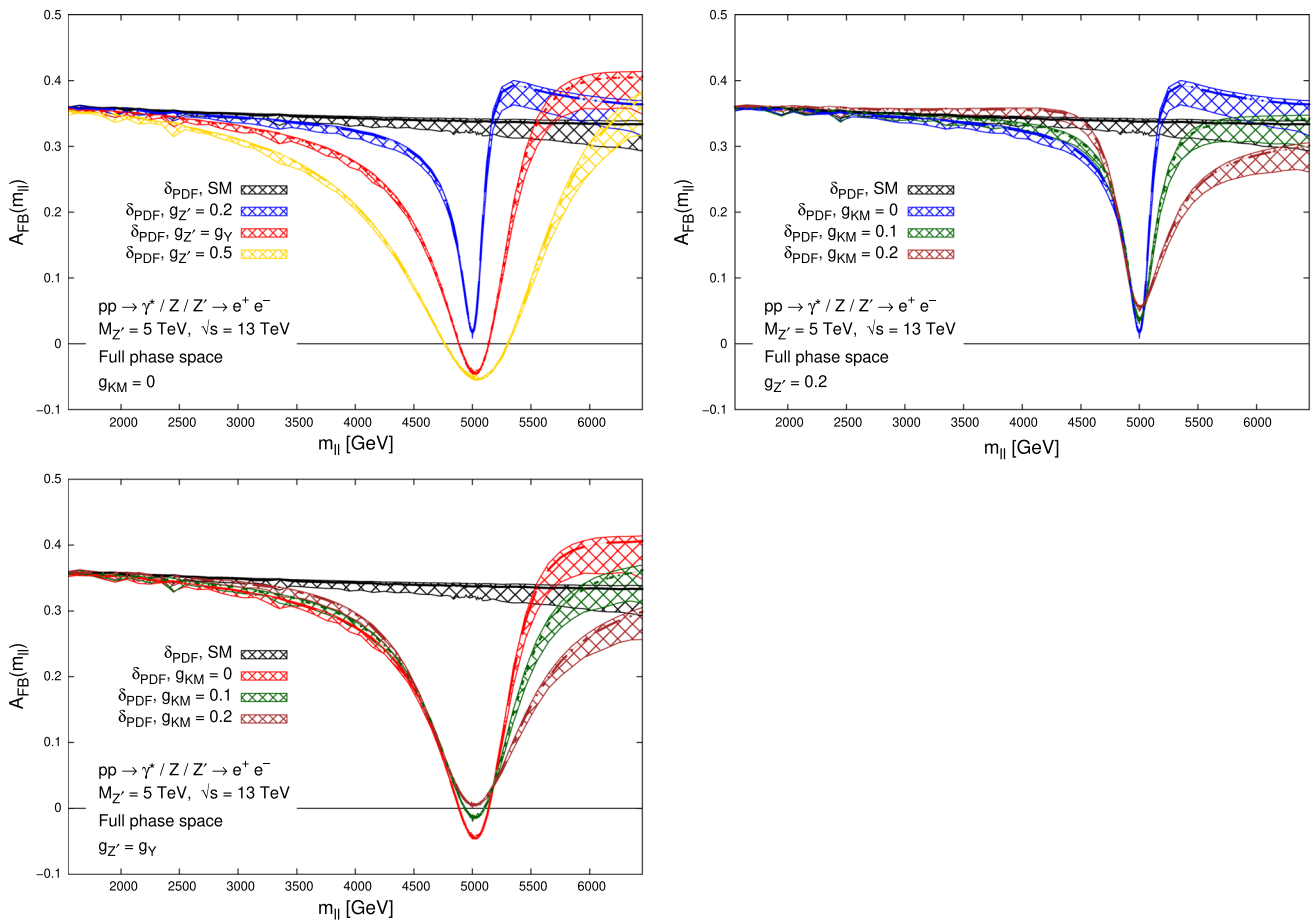 0.5
0.4
0.3
0.2
0.1
0
−0.1
A_FB(m_ll)
δ_PDF, SM
δ_PDF, g_Z′ = 0.2
δ_PDF, g_Z′ = g_Y
δ_PDF, g_Z′ = 0.5
pp → γ* / Z / Z′ → e⁺ e⁻
M_Z′ = 5 TeV, √s = 13 TeV
Full phase space
g_KM = 0
2000 2500 3000 3500 4000 4500 5000 5500 6000
m_ll [GeV]
0.5
0.4
0.3
0.2
0.1
0
−0.1
A_FB(m_ll)
δ_PDF, SM
δ_PDF, g_KM = 0
δ_PDF, g_KM = 0.1
δ_PDF, g_KM = 0.2
pp → γ* / Z / Z′ → e⁺ e⁻
M_Z′ = 5 TeV, √s = 13 TeV
Full phase space
g_Z′ = 0.2
2000 2500 3000 3500 4000 4500 5000 5500 6000
m_ll [GeV]
0.5
0.4
0.3
0.2
0.1
0
−0.1
A_FB(m_ll)
δ_PDF, SM
δ_PDF, g_KM = 0
δ_PDF, g_KM = 0.1
δ_PDF, g_KM = 0.2
pp → γ* / Z / Z′ → e⁺ e⁻
M_Z′ = 5 TeV, √s = 13 TeV
Full phase space
g_Z′ = g_Y
2000 2500 3000 3500 4000 4500 5000 5500 6000
m_ll [GeV]